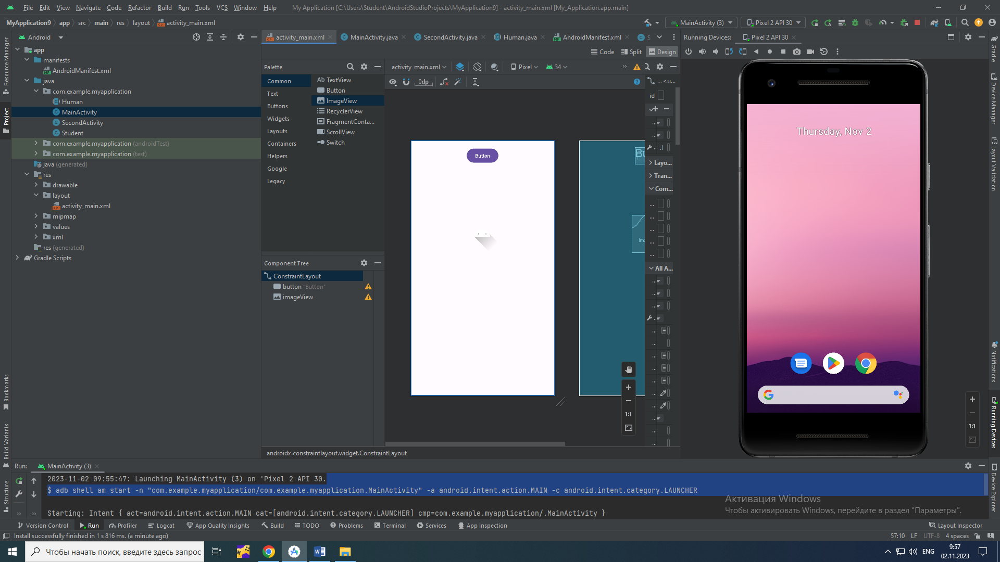 File Edit View Navigate Code Refactor Build Run Tools VCS Window Help My Application [C:\Users\Student\AndroidStudioProjects\MyApplication9] - activity_main.xml [My_Application.app.main]
MyApplication9 app src main res layout activity_main.xml MainActivity (3) Pixel 2 API 30
Android activity_main.xml MainActivity.java SecondActivity.java Human.java AndroidManifest.xml S Running Devices: Pixel 2 API 30
Code Split Design
Palette activity_main.xml Pixel 34
0dp
Common
Text
Buttons
Widgets
Layouts
Containers
Helpers
Google
Legacy
Ab TextView
Button
ImageView
RecyclerView
FragmentConta...
ScrollView
Switch
app
manifests
AndroidManifest.xml
java
com.example.myapplication
Human
MainActivity
SecondActivity
Student
com.example.myapplication (androidTest)
com.example.myapplication (test)
java (generated)
res
drawable
layout
activity_main.xml
mipmap
values
xml
res (generated)
Gradle Scripts
Component Tree
ConstraintLayout
button "Button"
imageView
Button
Bu
Ima
1:1
... <u...
id
Layo...
Tran...
Com...
All A...
Thursday, Nov 2
1:1
androidx.constraintlayout.widget.ConstraintLayout
Resource Manager
Project
Bookmarks
Build Variants
Structure
Gradle
Device Manager
Layout Validation
Notifications
Running Devices
Device Explorer
Run: MainActivity (3)
2023-11-02 09:55:47: Launching MainActivity (3) on 'Pixel 2 API 30.
$ adb shell am start -n "com.example.myapplication/com.example.myapplication.MainActivity" -a android.intent.action.MAIN -c android.intent.category.LAUNCHER
Starting: Intent { act=android.intent.action.MAIN cat=[android.intent.category.LAUNCHER] cmp=com.example.myapplication/.MainActivity }
Активация Windows
Чтобы активировать Windows, перейдите в раздел "Параметры".
Version Control Run Profiler Logcat App Quality Insights Build TODO Problems Terminal Services App Inspection Layout Inspector
Install successfully finished in 1 s 816 ms. (a minute ago) 57:10 LF UTF-8 4 spaces
Чтобы начать поиск, введите здесь запрос ENG 9:57
02.11.2023